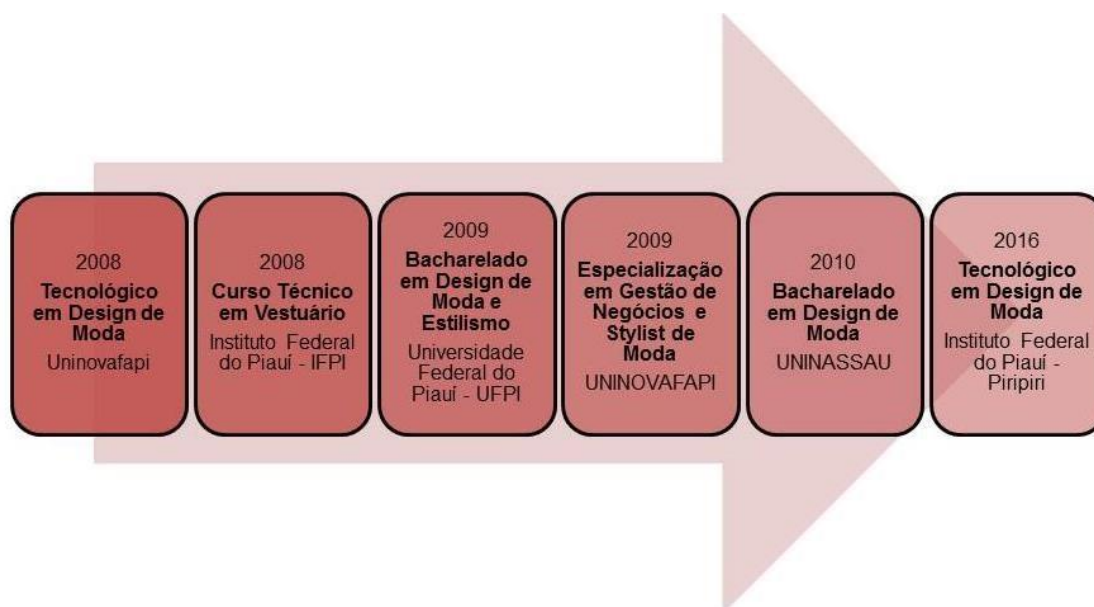 2008
Tecnológico
em Design de
Moda
Uninovafapi
2008
Curso Técnico
em Vestuário
Instituto Federal
do Piauí - IFPI
2009
Bacharelado
em Design de
Moda e
Estilismo
Universidade
Federal do
Piauí - UFPI
2009
Especialização
em Gestão de
Negócios e
Stylist de
Moda
UNINOVAFAPI
2010
Bacharelado
em Design de
Moda
UNINASSAU
2016
Tecnológico
em Design de
Moda
Instituto Federal
do Piauí -
Piripiri